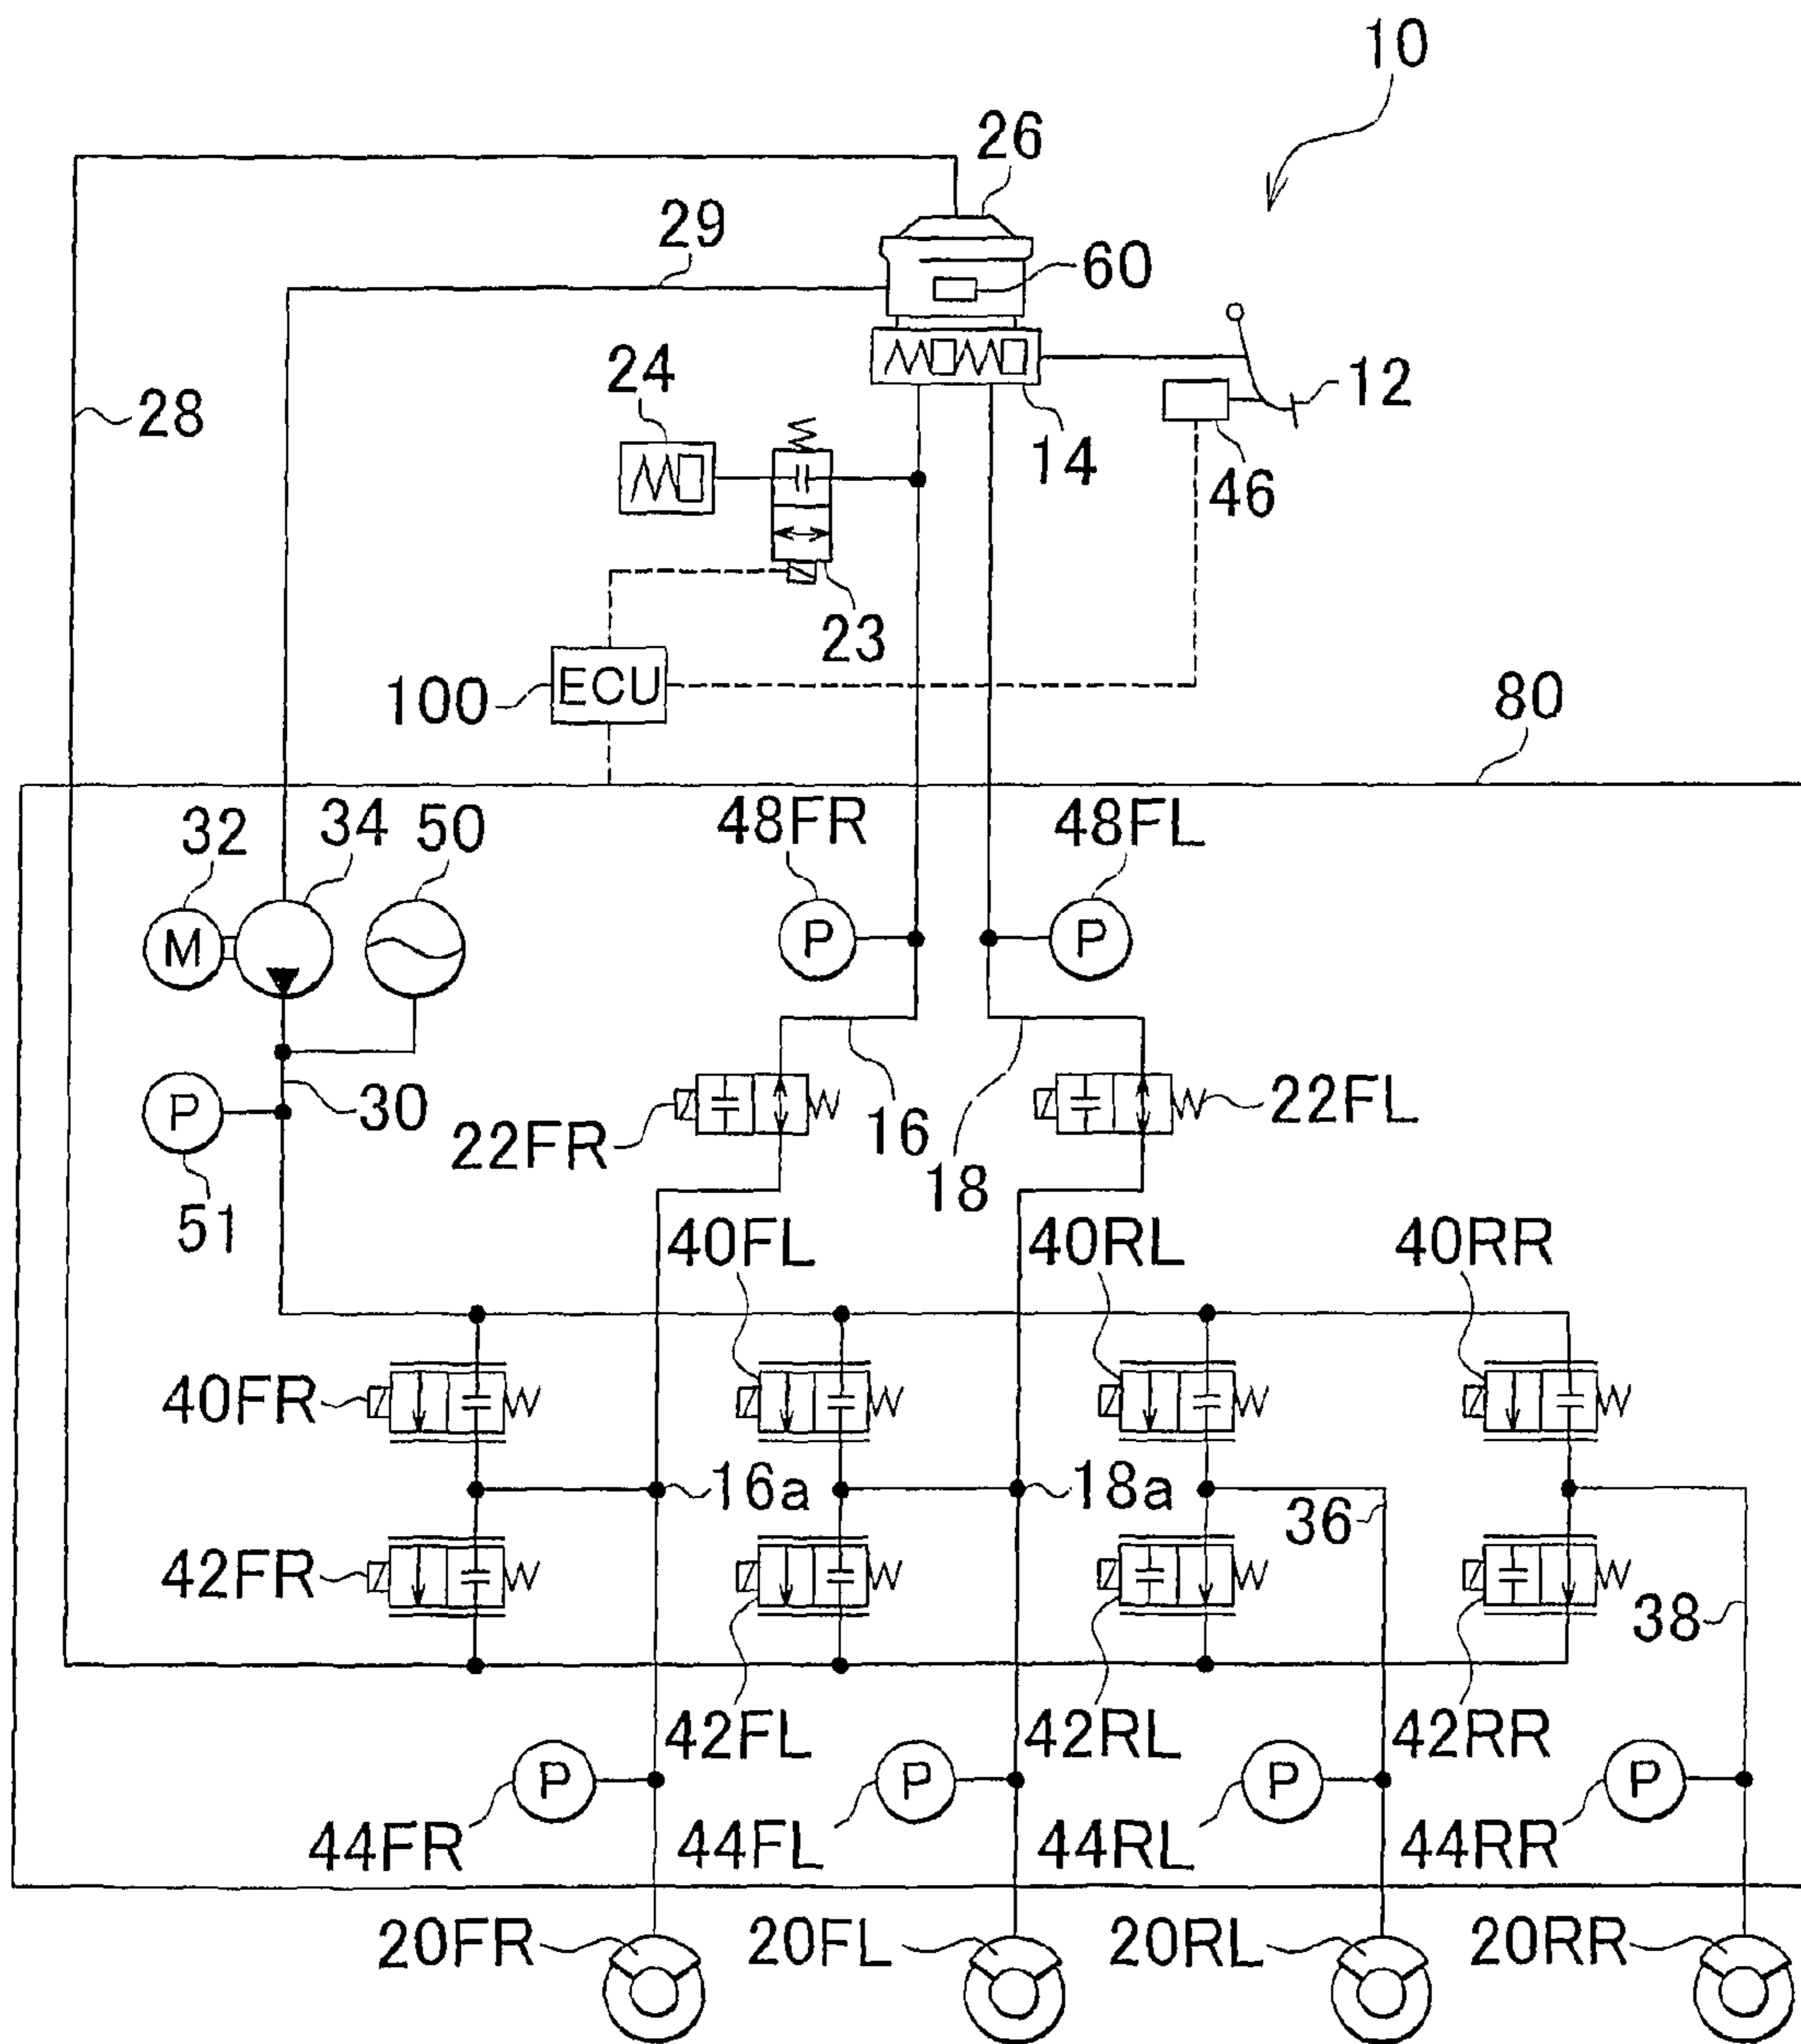 10
26
29
60
24
28
12
14
46
23
ECU
100
80
32
34
50
48FR
48FL
M
P
P
30
P
16
22FL
22FR
18
51
40FL
40RL
40RR
40FR
16a
18a
36
42FR
38
42FL
42RL
42RR
P
P
P
P
44FR
44FL
44RL
44RR
20FR
20FL
20RL
20RR